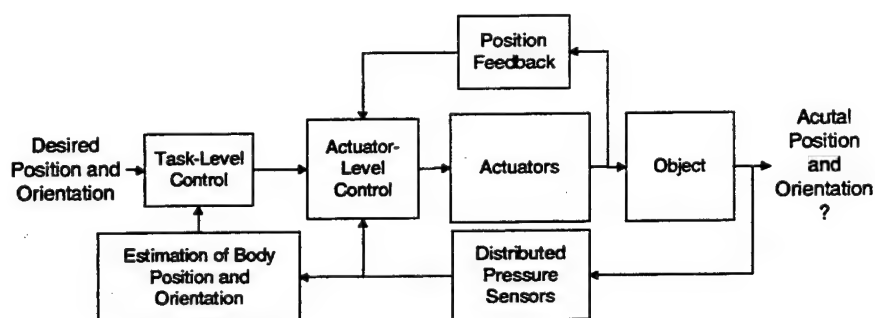 Position
Feedback
Desired
Position and
Orientation
Task-Level
Control
Actuator-
Level
Control
Actuators
Object
Acutal
Position
and
Orientation
?
Estimation of Body
Position and
Orientation
Distributed
Pressure
Sensors